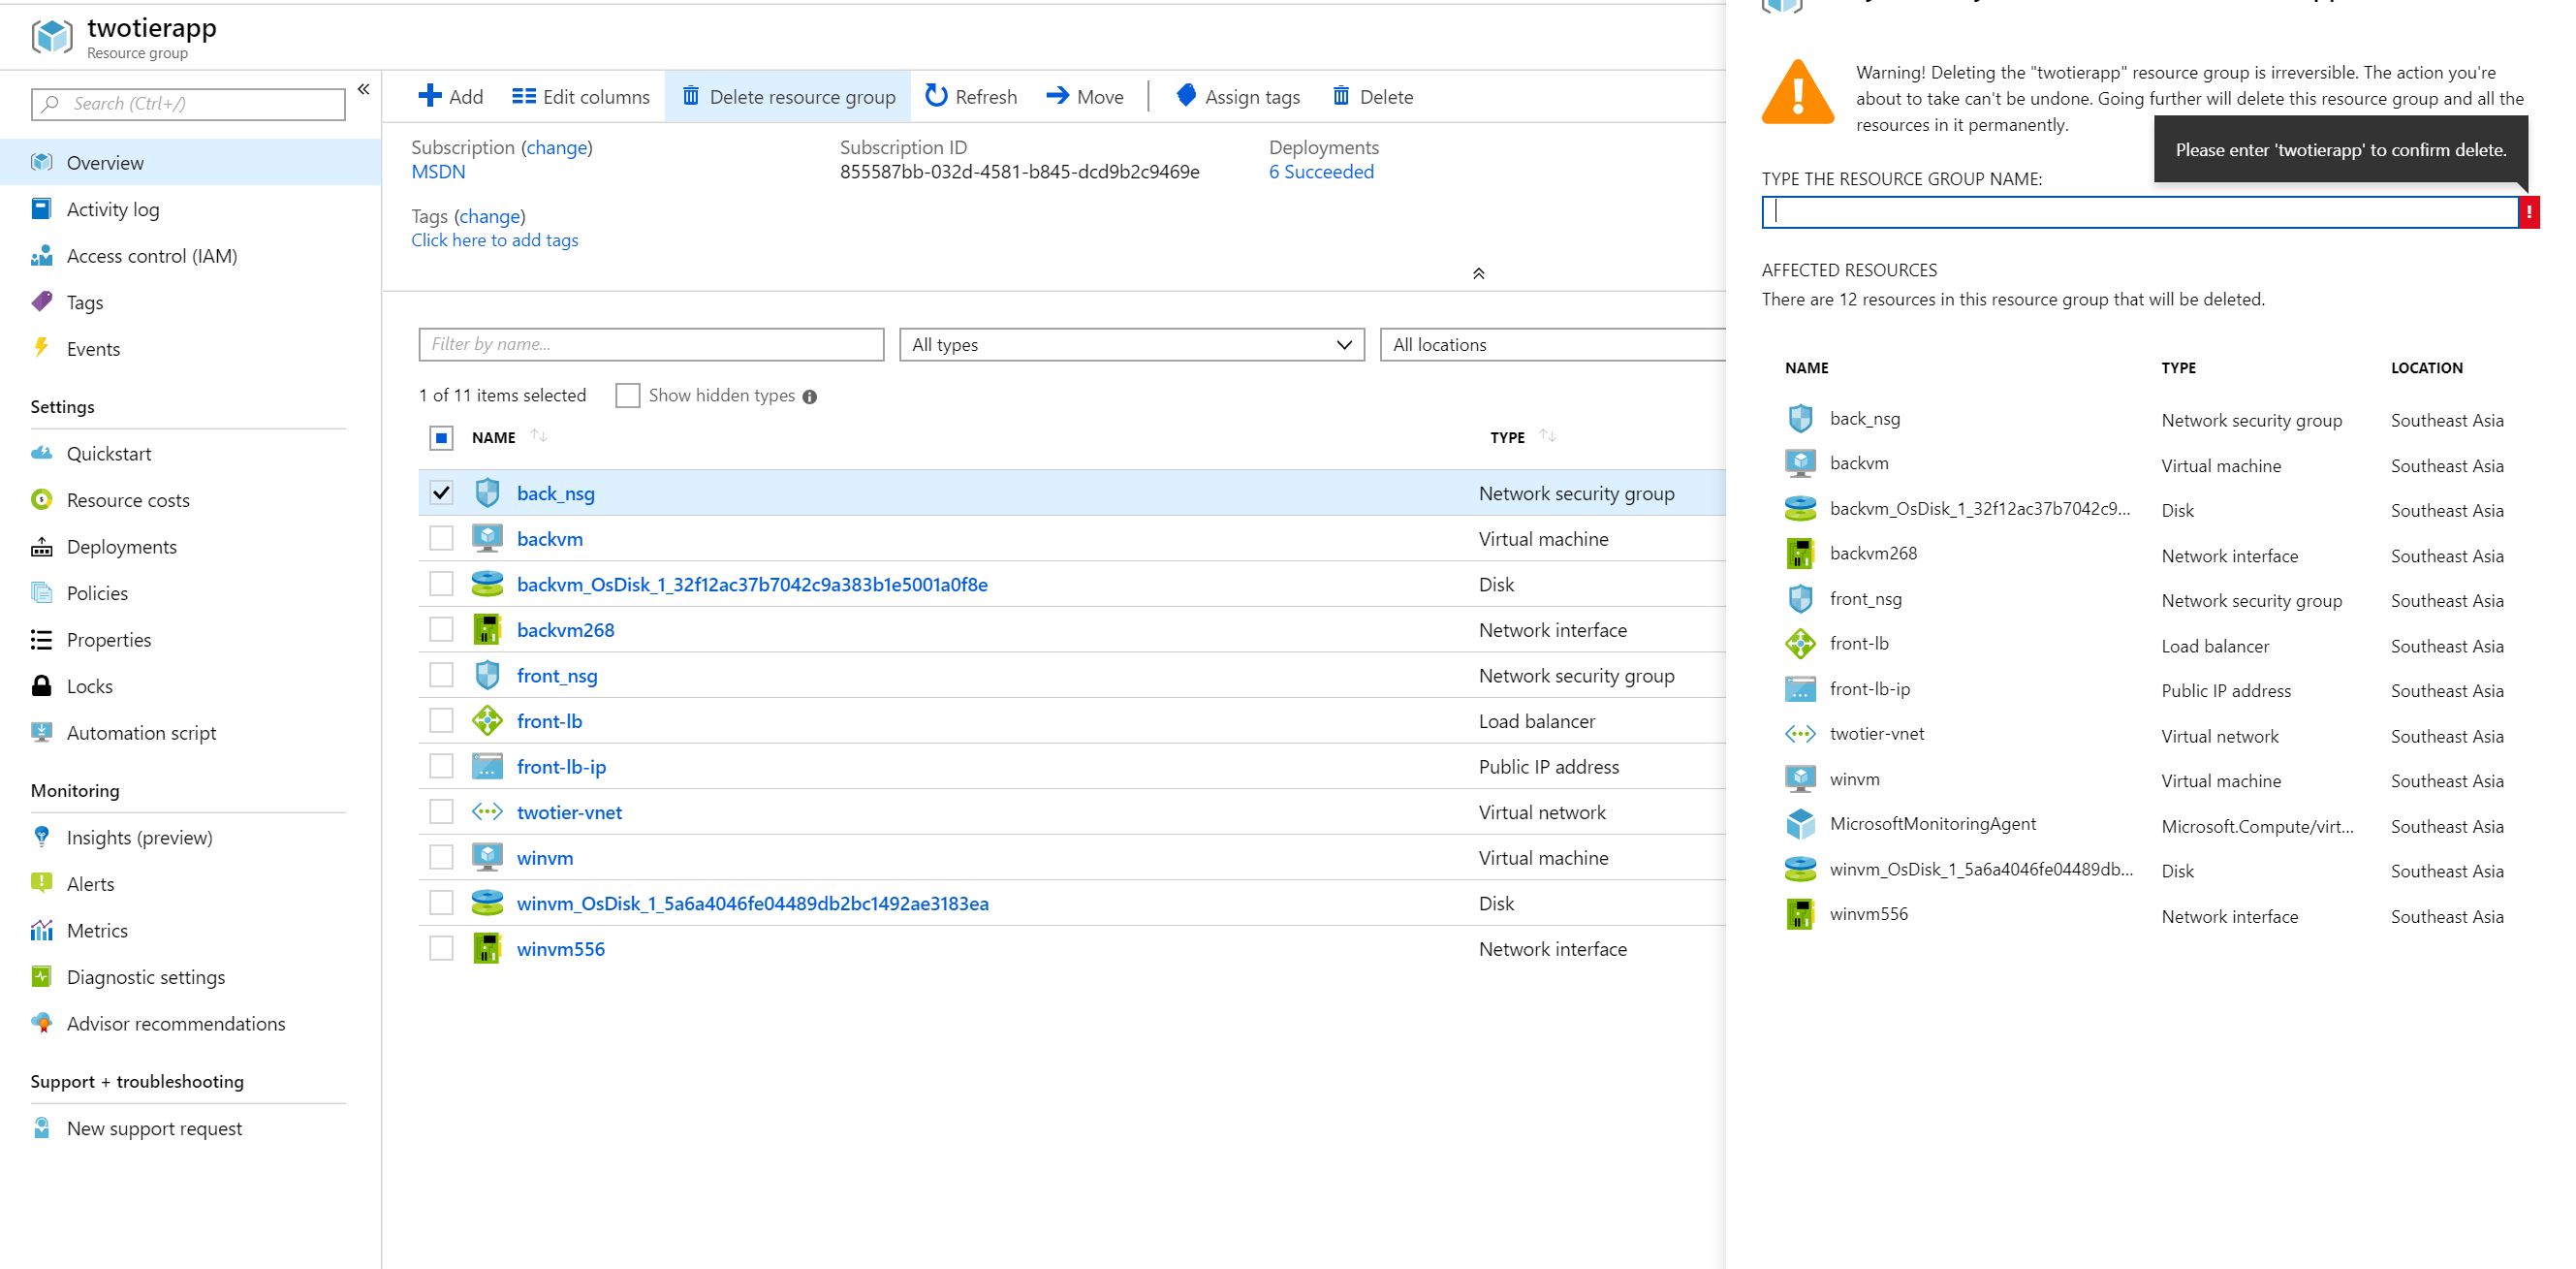 twotierapp
Resource group
Search (Ctrl+/)
Overview
Activity log
Access control (IAM)
Tags
Events
Settings
Quickstart
Resource costs
Deployments
Policies
Properties
Locks
Automation script
Monitoring
Insights (preview)
Alerts
Metrics
Diagnostic settings
Advisor recommendations
Support + troubleshooting
New support request
Add Edit columns Delete resource group Refresh Move Assign tags Delete
Subscription (change) Subscription ID Deployments
MSDN 855587bb-032d-4581-b845-dcd9b2c9469e 6 Succeeded
Tags (change)
Click here to add tags
Filter by name... All types All locations
1 of 11 items selected Show hidden types
NAME TYPE
back_nsg Network security group
backvm Virtual machine
backvm_OsDisk_1_32f12ac37b7042c9a383b1e5001a0f8e Disk
backvm268 Network interface
front_nsg Network security group
front-lb Load balancer
front-lb-ip Public IP address
twotier-vnet Virtual network
winvm Virtual machine
winvm_OsDisk_1_5a6a4046fe04489db2bc1492ae3183ea Disk
winvm556 Network interface
Warning! Deleting the "twotierapp" resource group is irreversible. The action you're
about to take can't be undone. Going further will delete this resource group and all the
resources in it permanently.
Please enter 'twotierapp' to confirm delete.
TYPE THE RESOURCE GROUP NAME:
AFFECTED RESOURCES
There are 12 resources in this resource group that will be deleted.
NAME TYPE LOCATION
back_nsg Network security group Southeast Asia
backvm Virtual machine Southeast Asia
backvm_OsDisk_1_32f12ac37b7042c9... Disk Southeast Asia
backvm268 Network interface Southeast Asia
front_nsg Network security group Southeast Asia
front-lb Load balancer Southeast Asia
front-lb-ip Public IP address Southeast Asia
twotier-vnet Virtual network Southeast Asia
winvm Virtual machine Southeast Asia
MicrosoftMonitoringAgent Microsoft.Compute/virt... Southeast Asia
winvm_OsDisk_1_5a6a4046fe04489db... Disk Southeast Asia
winvm556 Network interface Southeast Asia